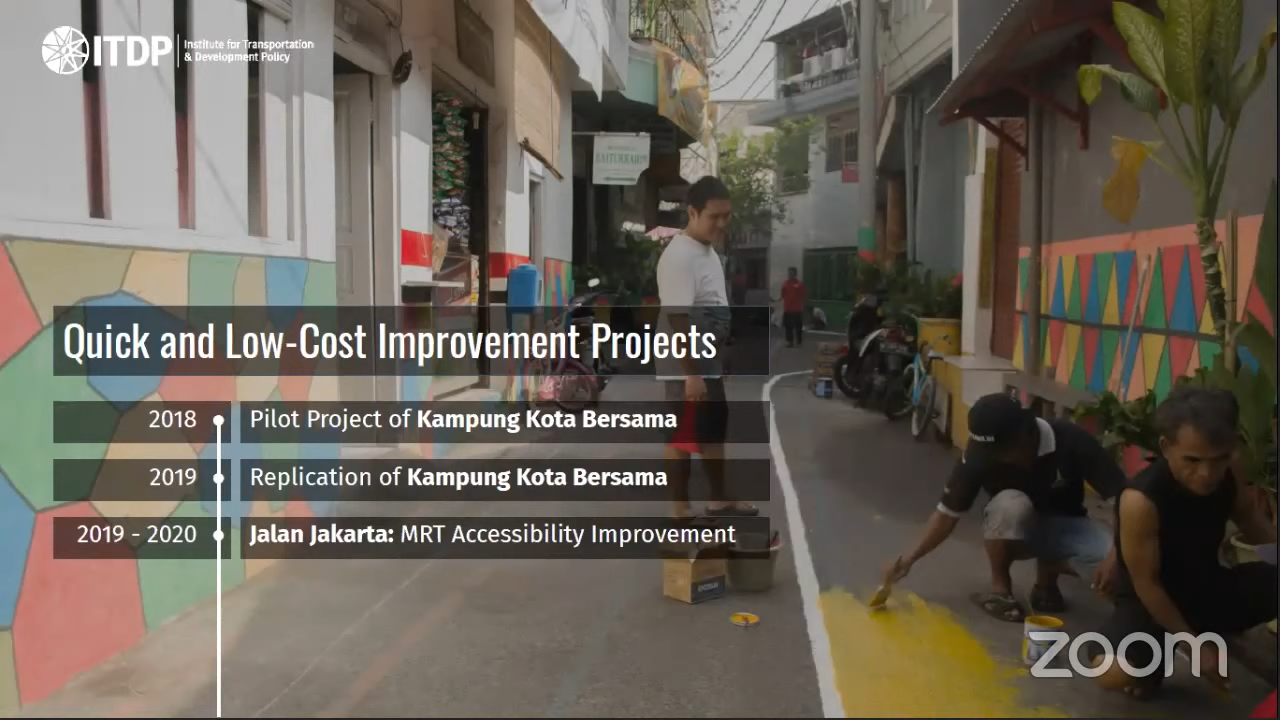 ITDP
Institute for Transportation
& Development Policy
BAITURRAHIM
Quick and Low-Cost Improvement Projects
2018 Pilot Project of Kampung Kota Bersama
2019 Replication of Kampung Kota Bersama
2019 - 2020 Jalan Jakarta: MRT Accessibility Improvement
zoom